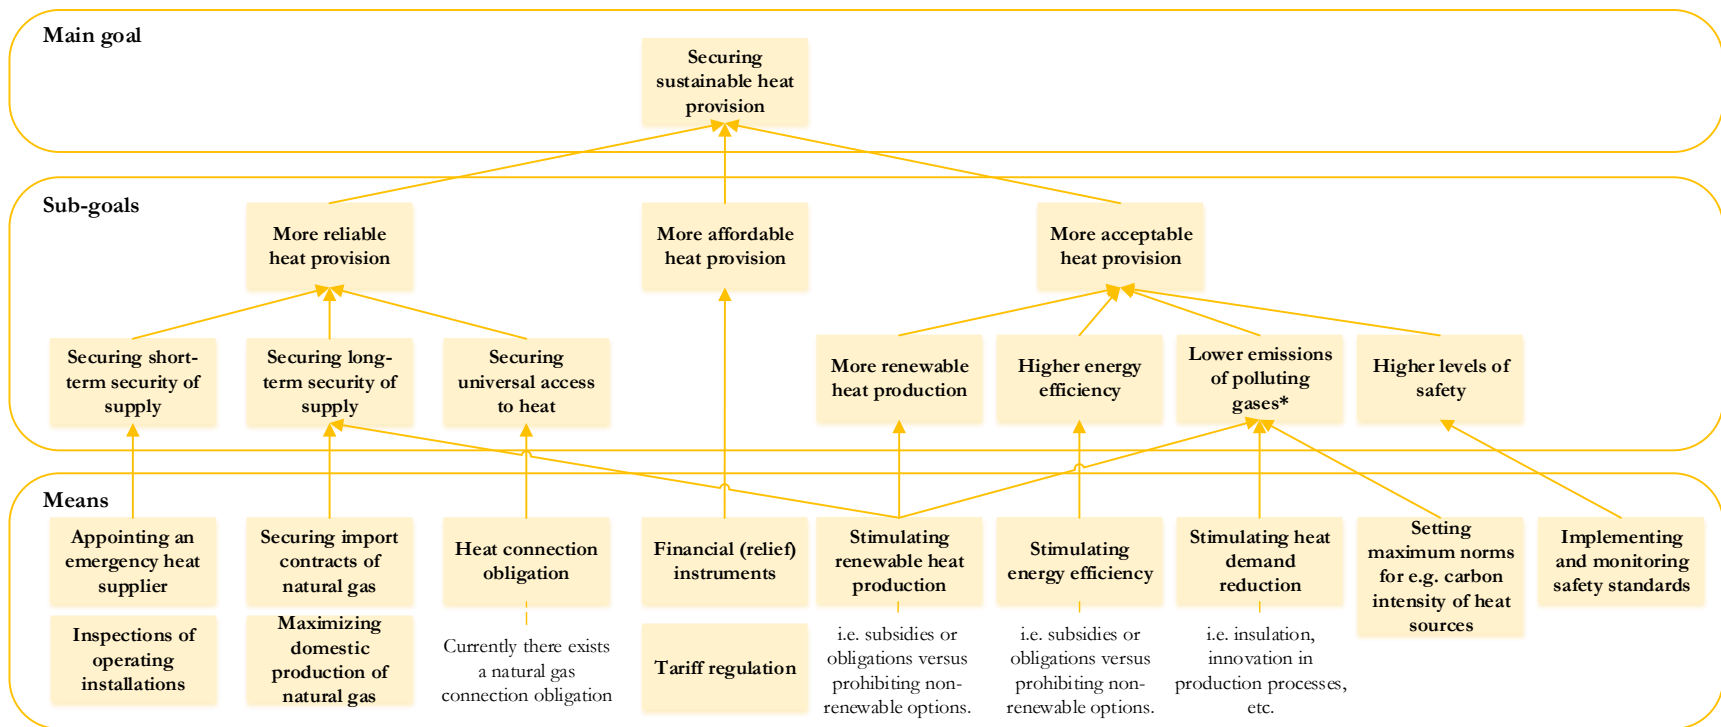 Main goal
Securing
sustainable heat
provision
Sub-goals
More reliable
heat provision
More affordable
heat provision
More acceptable
heat provision
Securing short-
term security of
supply
Securing long-
term security of
supply
Securing
universal access
to heat
More renewable
heat production
Higher energy
efficiency
Lower emissions
of polluting
gases*
Higher levels of
safety
Means
Appointing an
emergency heat
supplier
Securing import
contracts of
natural gas
Heat connection
obligation
Financial (relief)
instruments
Stimulating
renewable heat
production
Stimulating
energy efficiency
Stimulating heat
demand
reduction
Setting
maximum norms
for e.g. carbon
intensity of heat
sources
Implementing
and monitoring
safety standards
Inspections of
operating
installations
Maximizing
domestic
production of
natural gas
Currently there exists
a natural gas
connection obligation
Tariff regulation
i.e. subsidies or
obligations versus
prohibiting non-
renewable options.
i.e. subsidies or
obligations versus
prohibiting non-
renewable options.
i.e. insulation,
innovation in
production processes,
etc.